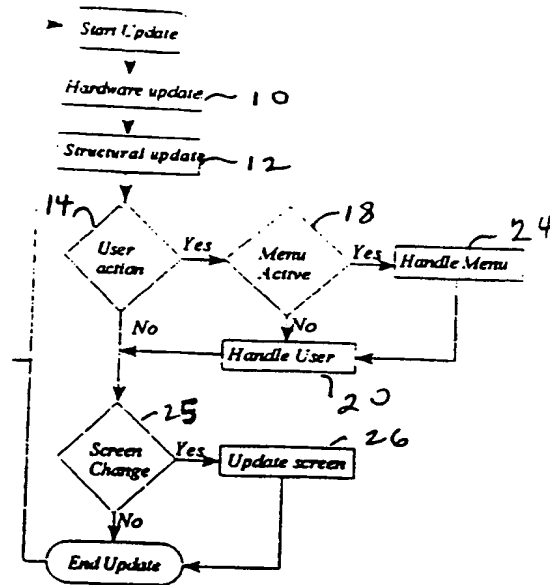 Start Update
Hardware update 10
Structural update 12
14
18
24
User
action
Yes
Menu
Active
Yes
Handle Menu
No
No
Handle User
20
25
26
Screen
Change
Yes
Update screen
No
End Update